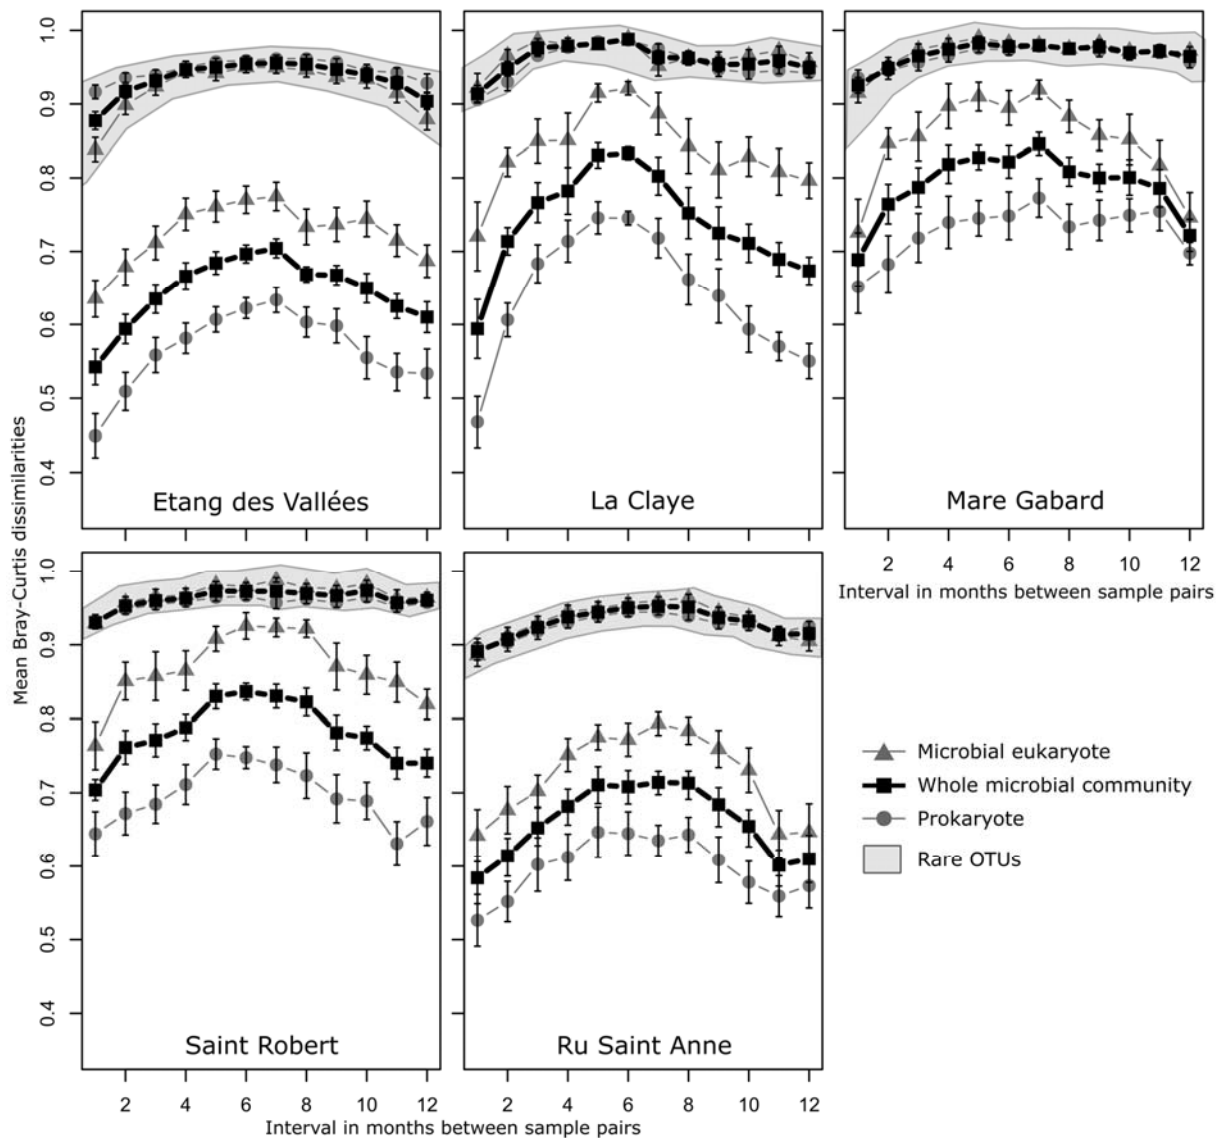 Mean Bray-Curtis dissimilarities
1.0
0.9
0.8
0.7
0.6
0.5
0.4
Etang des Vallées
La Claye
Mare Gabard
2 4 6 8 10 12
Interval in months between sample pairs
1.0
0.9
0.8
0.7
0.6
0.5
0.4
Saint Robert
Ru Saint Anne
Microbial eukaryote
Whole microbial community
Prokaryote
Rare OTUs
2 4 6 8 10 12
2 4 6 8 10 12
Interval in months between sample pairs